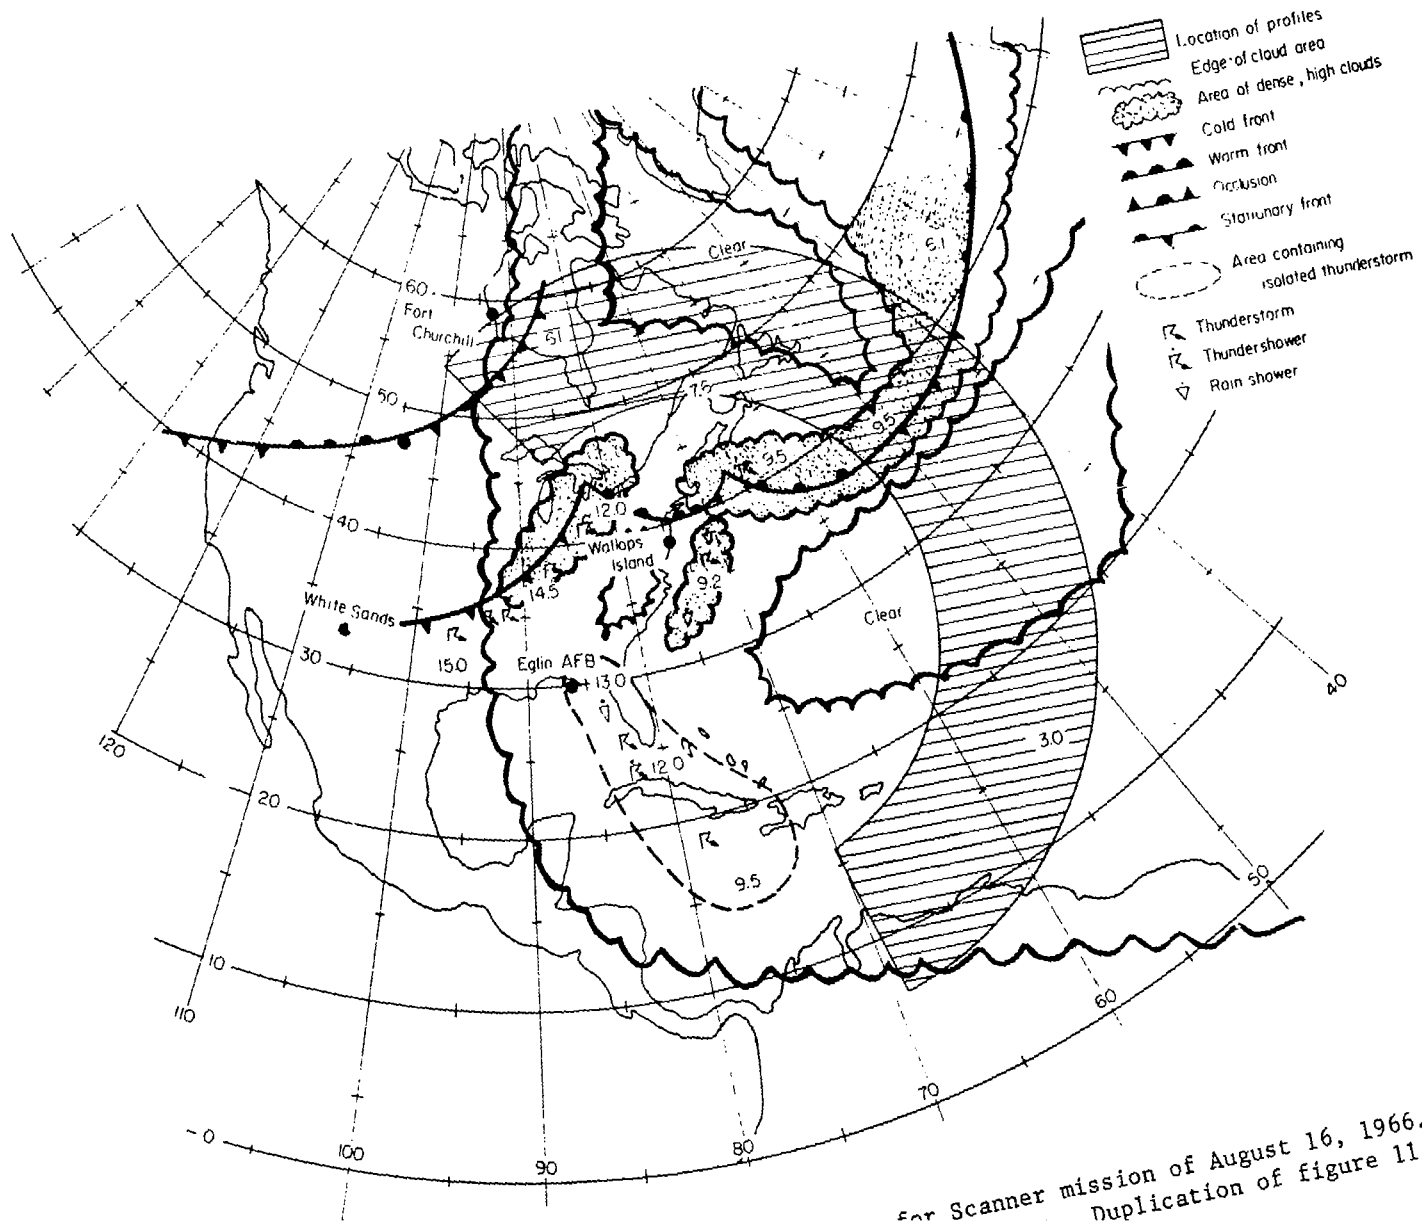 Location of profiles
Edge of cloud area
Area of dense, high clouds
Cold front
Warm front
Occlusion
Stationary front
Area containing
isolated thunderstorm
Thunderstorm
Thundershower
Rain shower
Clear
6.1
60
Fort
Churchill
50
7.5
9.5
9.5
12.0
40
Wallops
Island
9.2
14.5
White Sands
Clear
30
15.0
Eglin AFB
13.0
40
120
3.0
12.0
20
9.5
50
10
110
60
70
0
100
90
80
for Scanner mission of August 16, 1966.
Duplication of figure 11